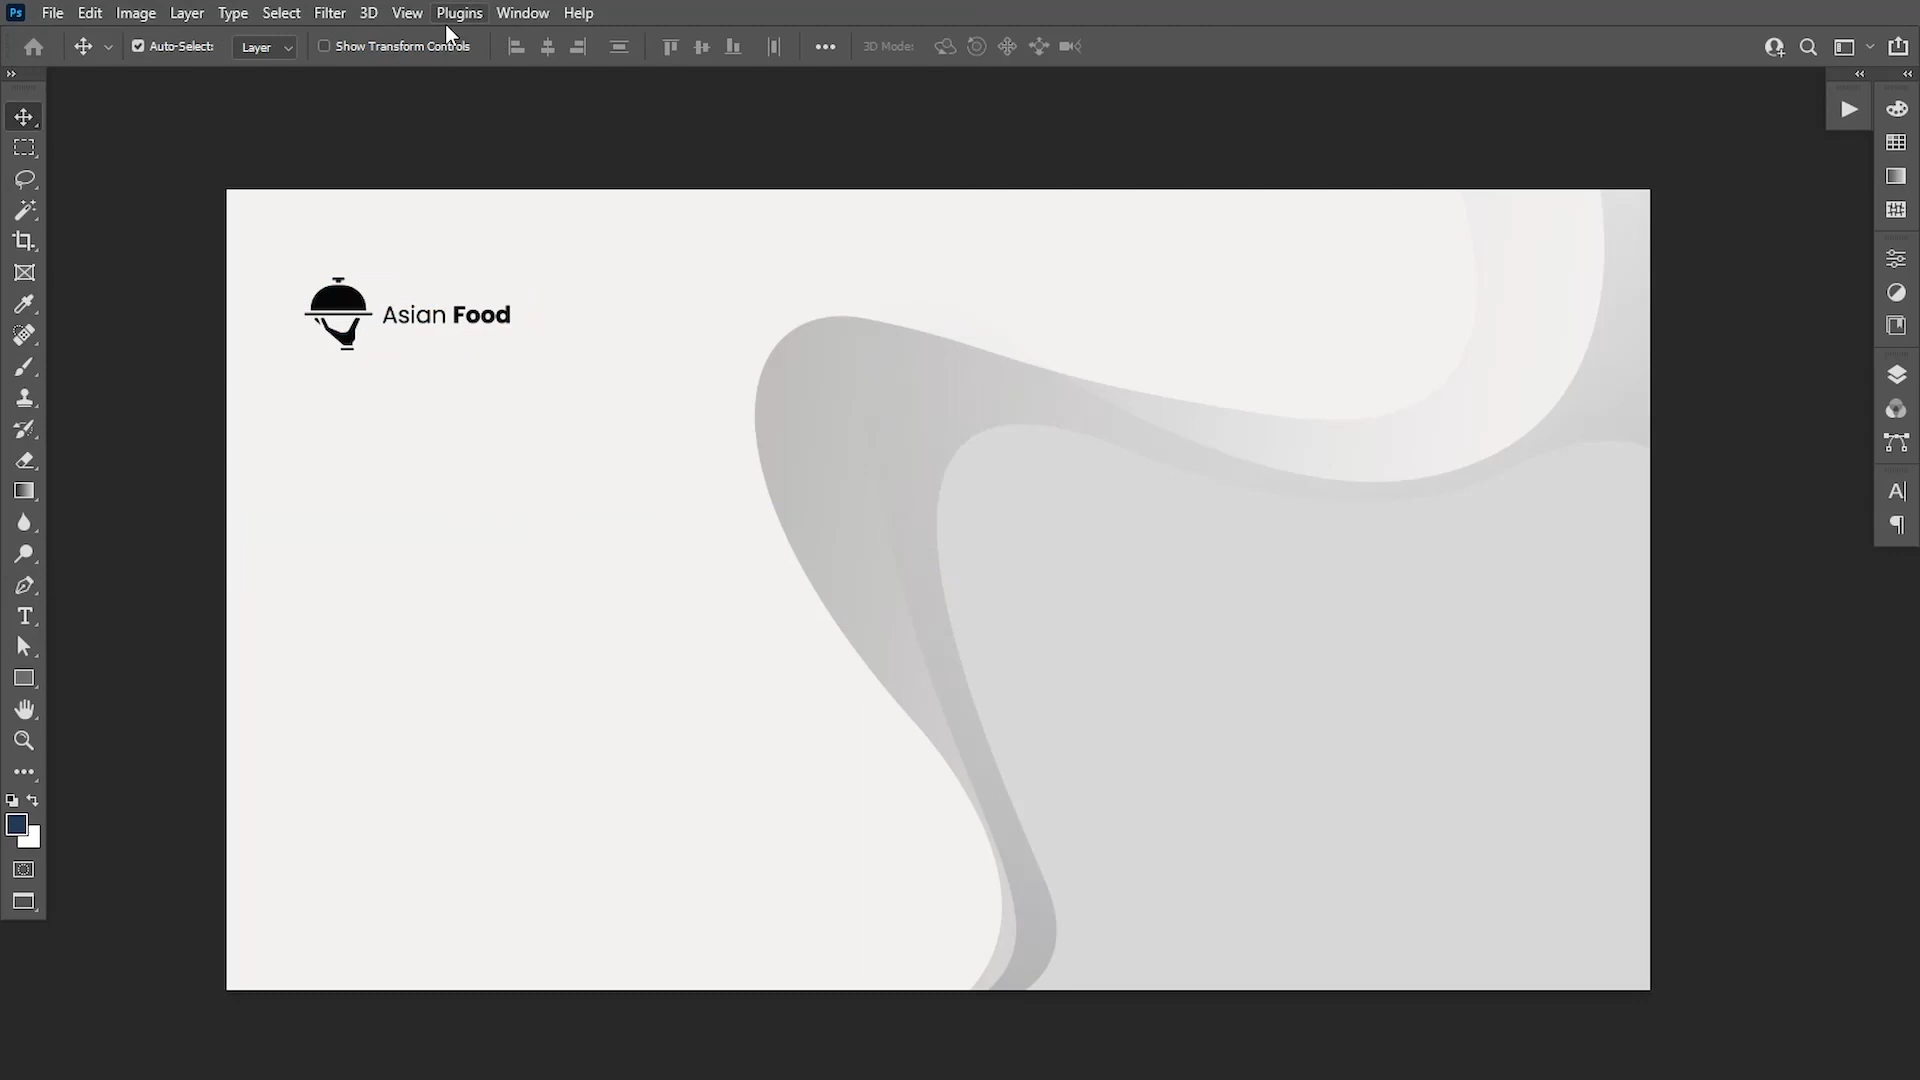 Ps File Edit Image Layer Type Select Filter 3D View Plugins Window Help
Auto-Select: Layer Show Transform Controls 3D Mode:
Asian Food